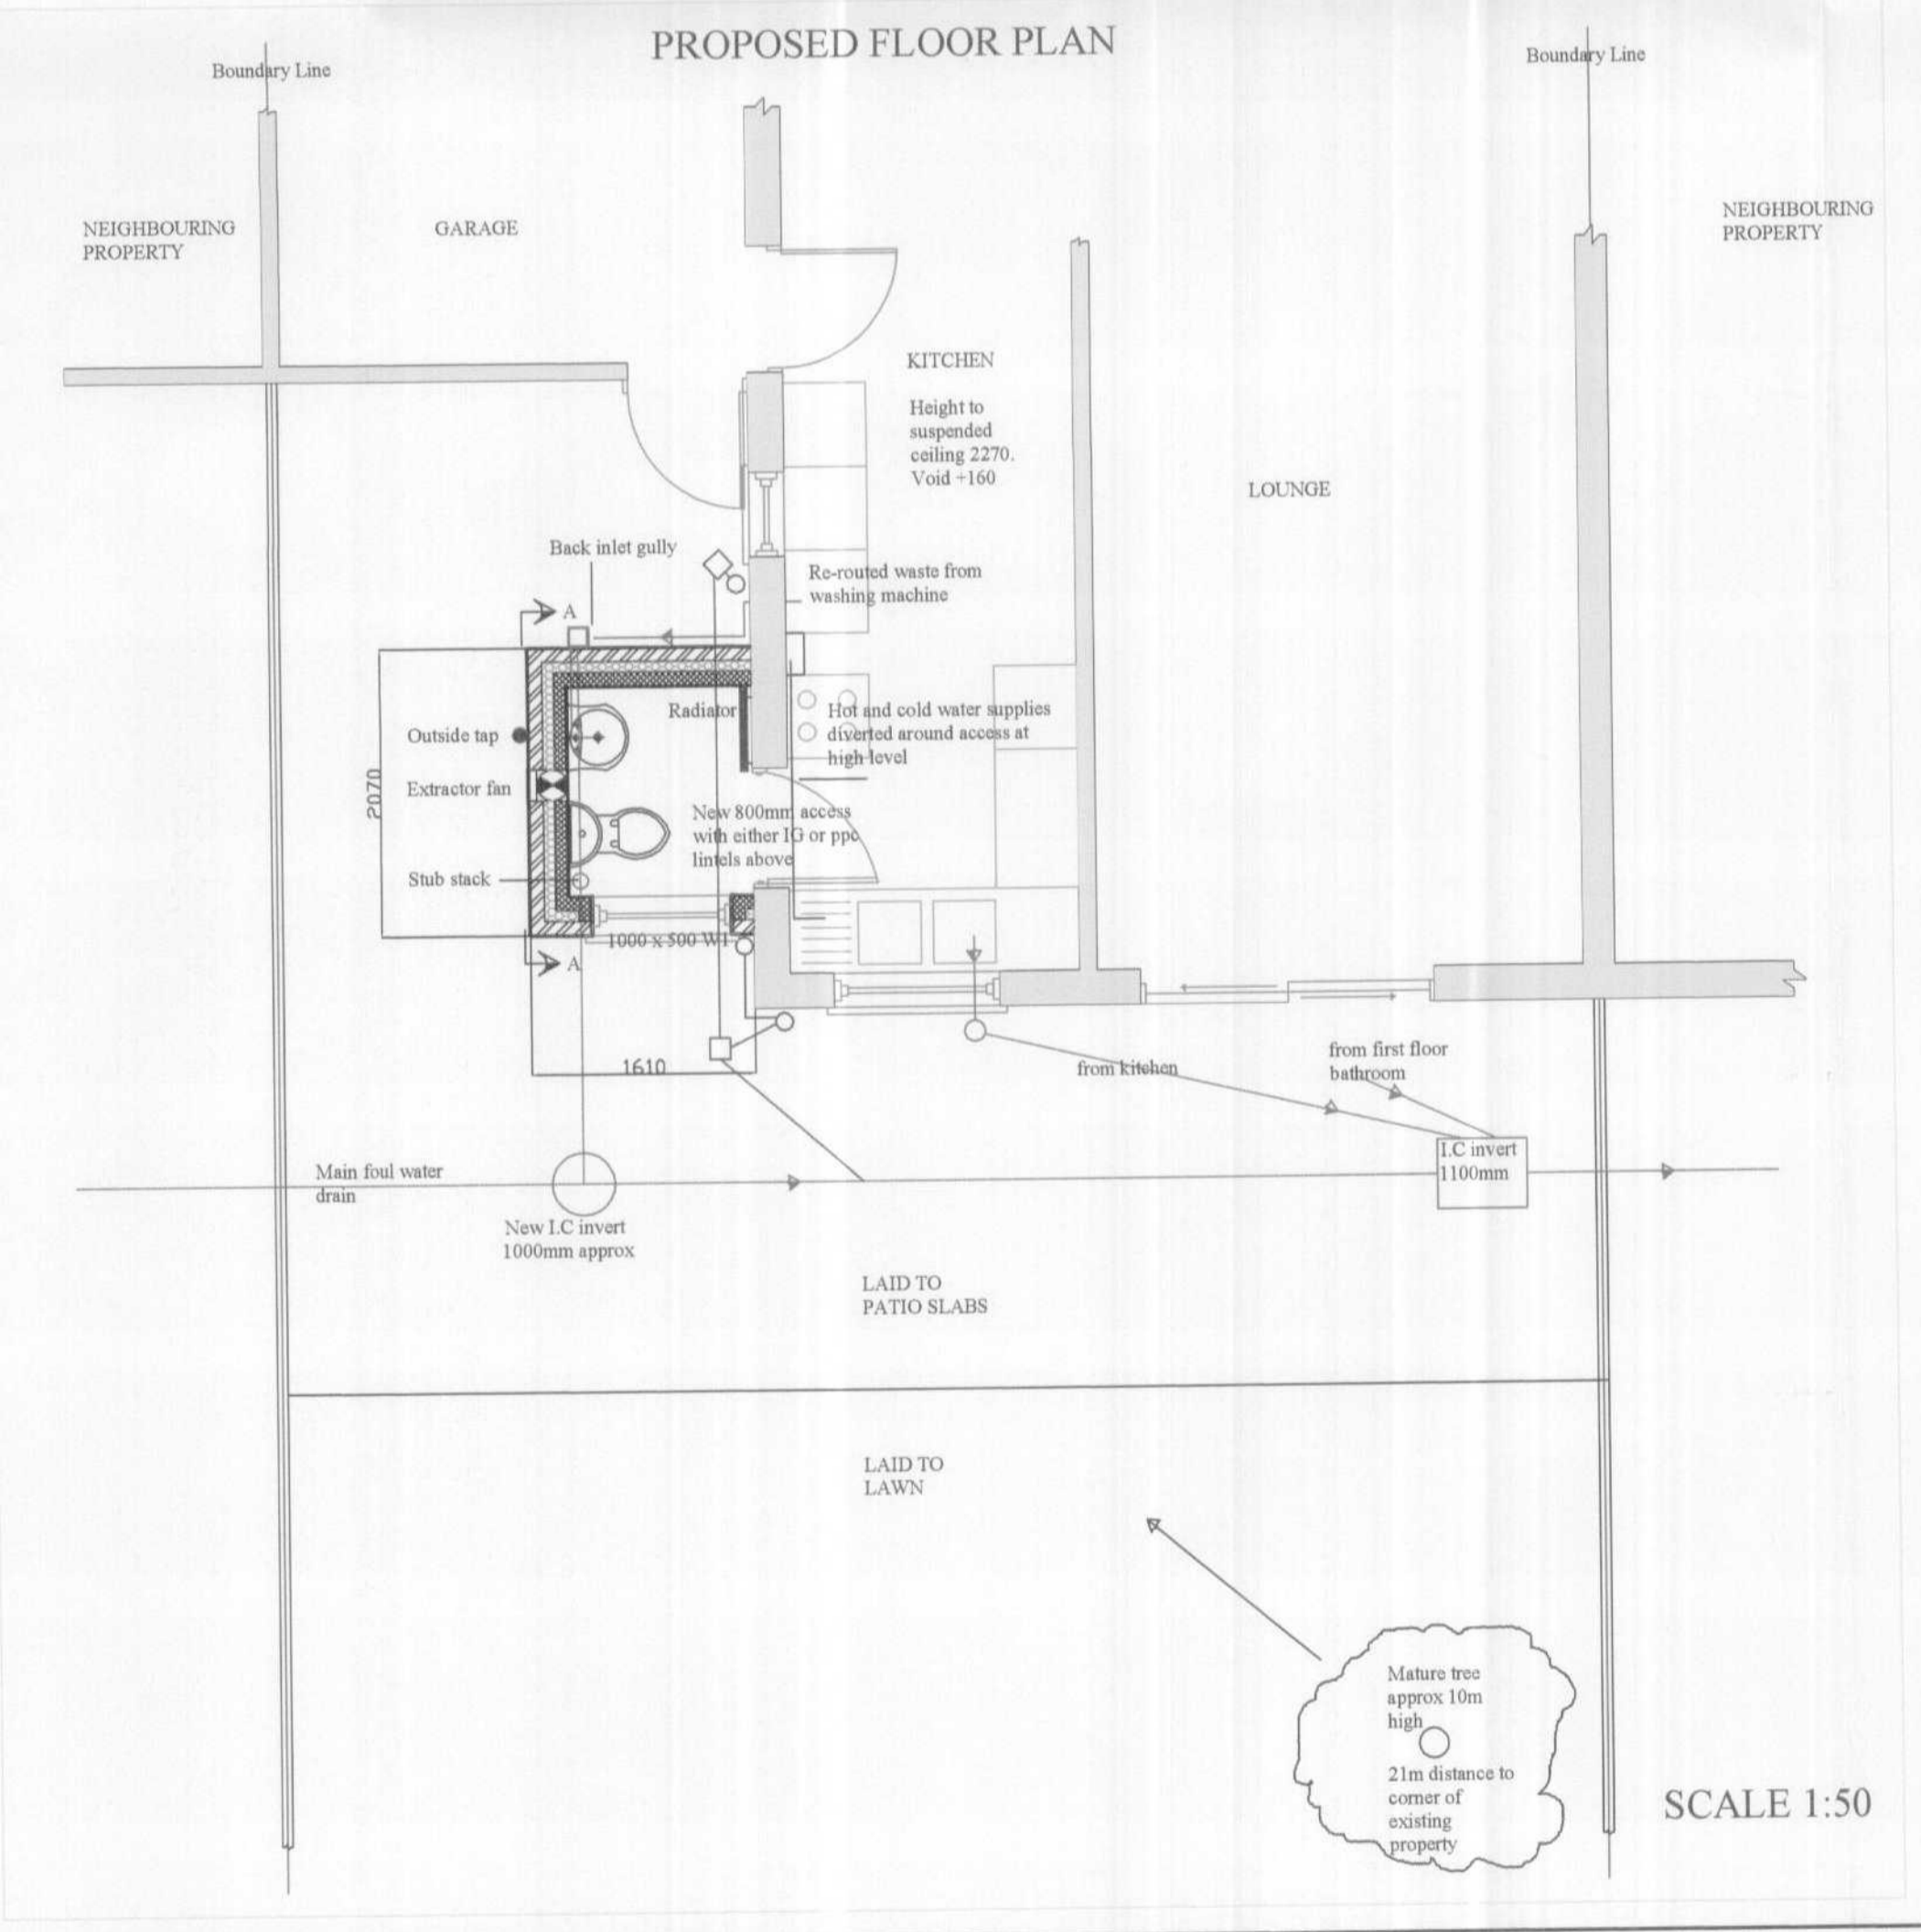 PROPOSED FLOOR PLAN
Boundary Line
Boundary Line
NEIGHBOURING
PROPERTY
GARAGE
NEIGHBOURING
PROPERTY
KITCHEN
Height to
suspended
ceiling 2270.
Void +160
LOUNGE
Back inlet gully
Re-routed waste from
washing machine
A
Radiator
Hot and cold water supplies
diverted around access at
high level
Outside tap
Extractor fan
2070
New 800mm access
with either IG or ppc
lintels above
Stub stack
1000 x 500 W1
A
1610
from kitchen
from first floor
bathroom
I.C invert
1100mm
Main foul water
drain
New I.C invert
1000mm approx
LAID TO
PATIO SLABS
LAID TO
LAWN
Mature tree
approx 10m
high
21m distance to
corner of
existing
property
SCALE 1:50